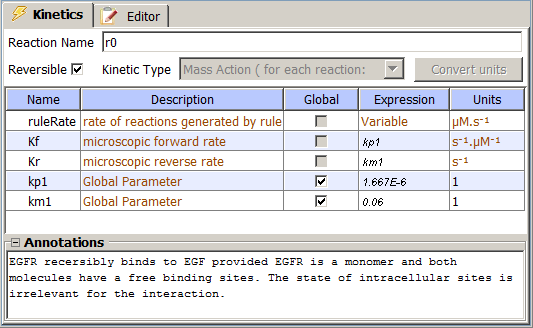 Kinetics Editor
Reaction Name r0
Reversible Kinetic Type Mass Action ( for each reaction: Convert units
Name Description Global Expression Units
ruleRate rate of reactions generated by rule Variable µM.s⁻¹
Kf microscopic forward rate kp1 s⁻¹.µM⁻¹
Kr microscopic reverse rate km1 s⁻¹
kp1 Global Parameter 1.667E-6 1
km1 Global Parameter 0.06 1
Annotations
EGFR recersibly binds to EGF provided EGFR is a monomer and both
molecules have a free binding sites. The state of intracellular sites is
irrelevant for the interaction.